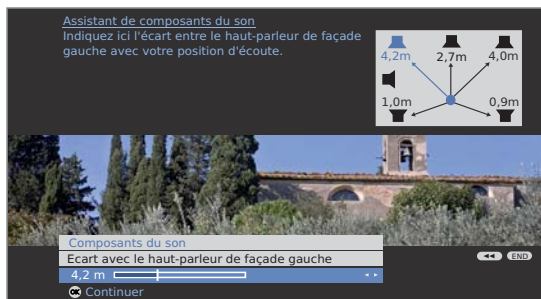 Assistant de composants du son
Indiquez ici l'écart entre le haut-parleur de façade
gauche avec votre position d'écoute.
4,2m 2,7m 4,0m
1,0m 0,9m
Composants du son
Ecart avec le haut-parleur de façade gauche
4,2 m
OK Continuer
END